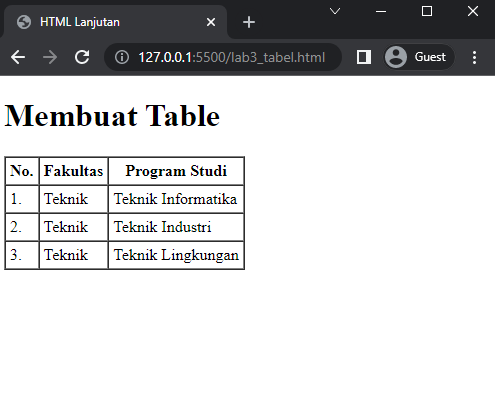 HTML Lanjutan
127.0.0.1:5500/lab3_tabel.html
Guest
Membuat Table
No. Fakultas Program Studi
1. Teknik Teknik Informatika
2. Teknik Teknik Industri
3. Teknik Teknik Lingkungan